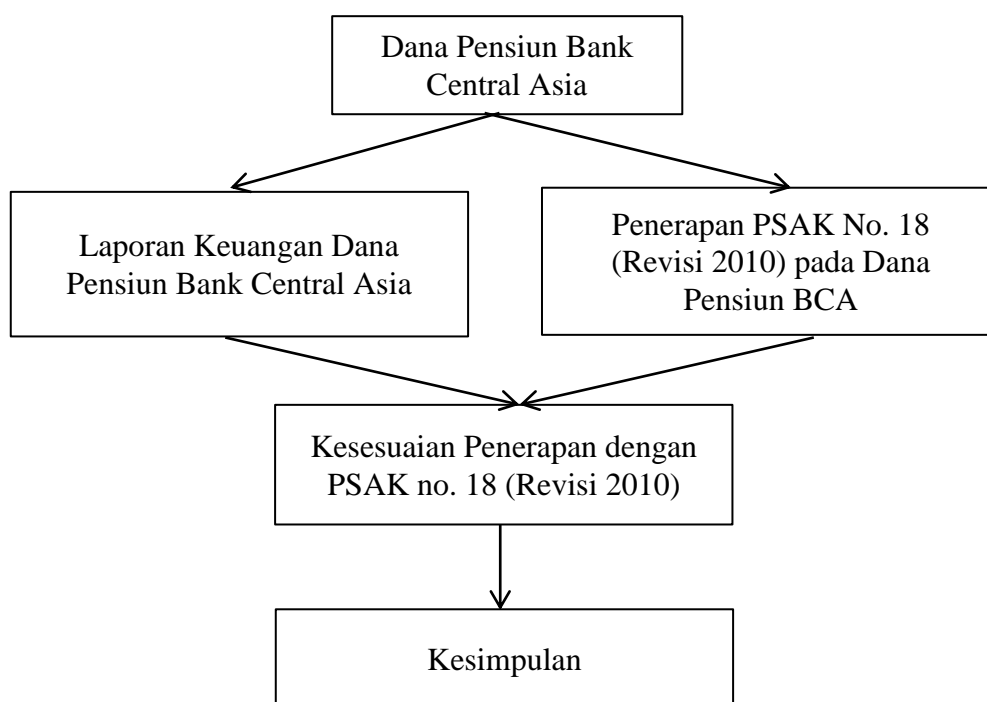 Dana Pensiun Bank
Central Asia
Laporan Keuangan Dana
Pensiun Bank Central Asia
Penerapan PSAK No. 18
(Revisi 2010) pada Dana
Pensiun BCA
Kesesuaian Penerapan dengan
PSAK no. 18 (Revisi 2010)
Kesimpulan